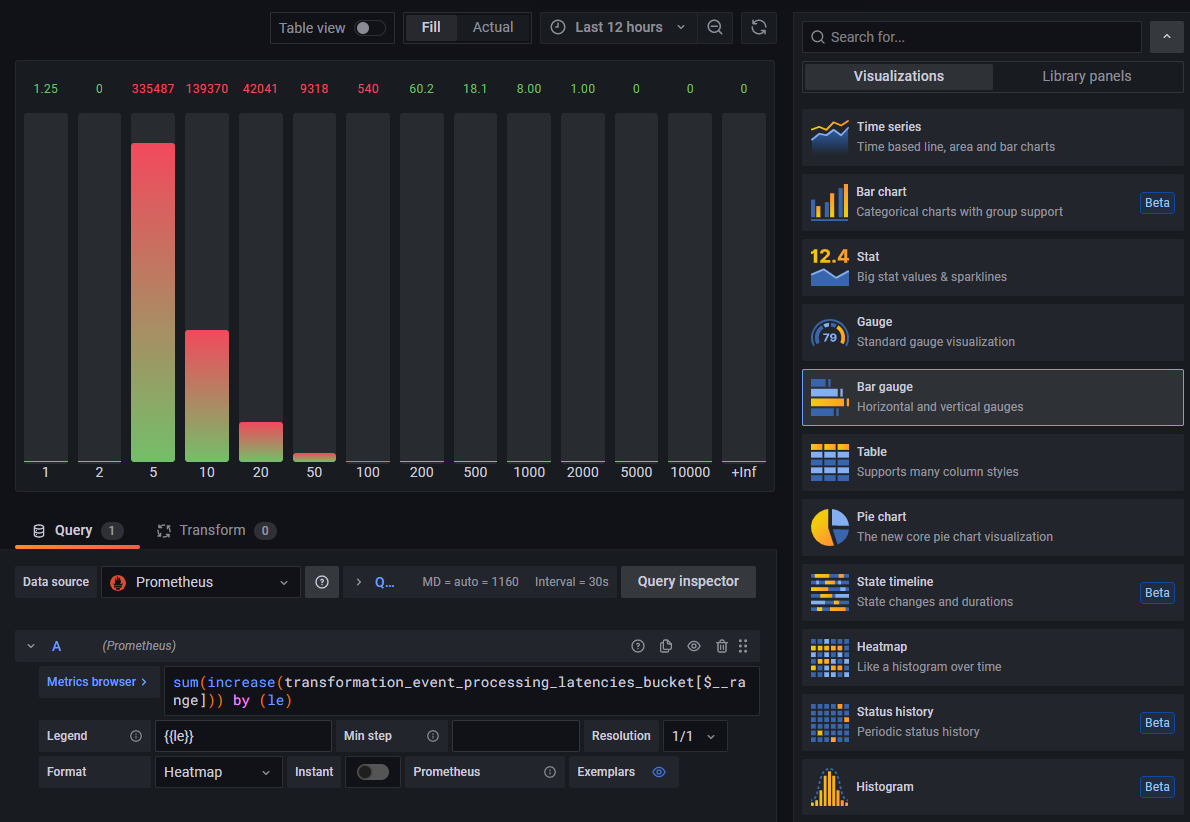 Table view
Fill
Actual
Last 12 hours
1.25 0 335487 139370 42041 9318 540 60.2 18.1 8.00 1.00 0 0 0
1 2 5 10 20 50 100 200 500 1000 2000 5000 10000 +Inf
Query 1
Transform 0
Data source
Prometheus
Q...
MD = auto = 1160
Interval = 30s
Query inspector
A
(Prometheus)
Metrics browser >
sum(increase(transformation_event_processing_latencies_bucket[$__ra
nge])) by (le)
Legend
{{le}}
Min step
Resolution
1/1
Format
Heatmap
Instant
Prometheus
Exemplars
Search for...
Visualizations
Library panels
Time series
Time based line, area and bar charts
Bar chart
Categorical charts with group support
Beta
12.4
Stat
Big stat values & sparklines
79
Gauge
Standard gauge visualization
Bar gauge
Horizontal and vertical gauges
Table
Supports many column styles
Pie chart
The new core pie chart visualization
State timeline
State changes and durations
Beta
Heatmap
Like a histogram over time
Status history
Periodic status history
Beta
Histogram
Beta